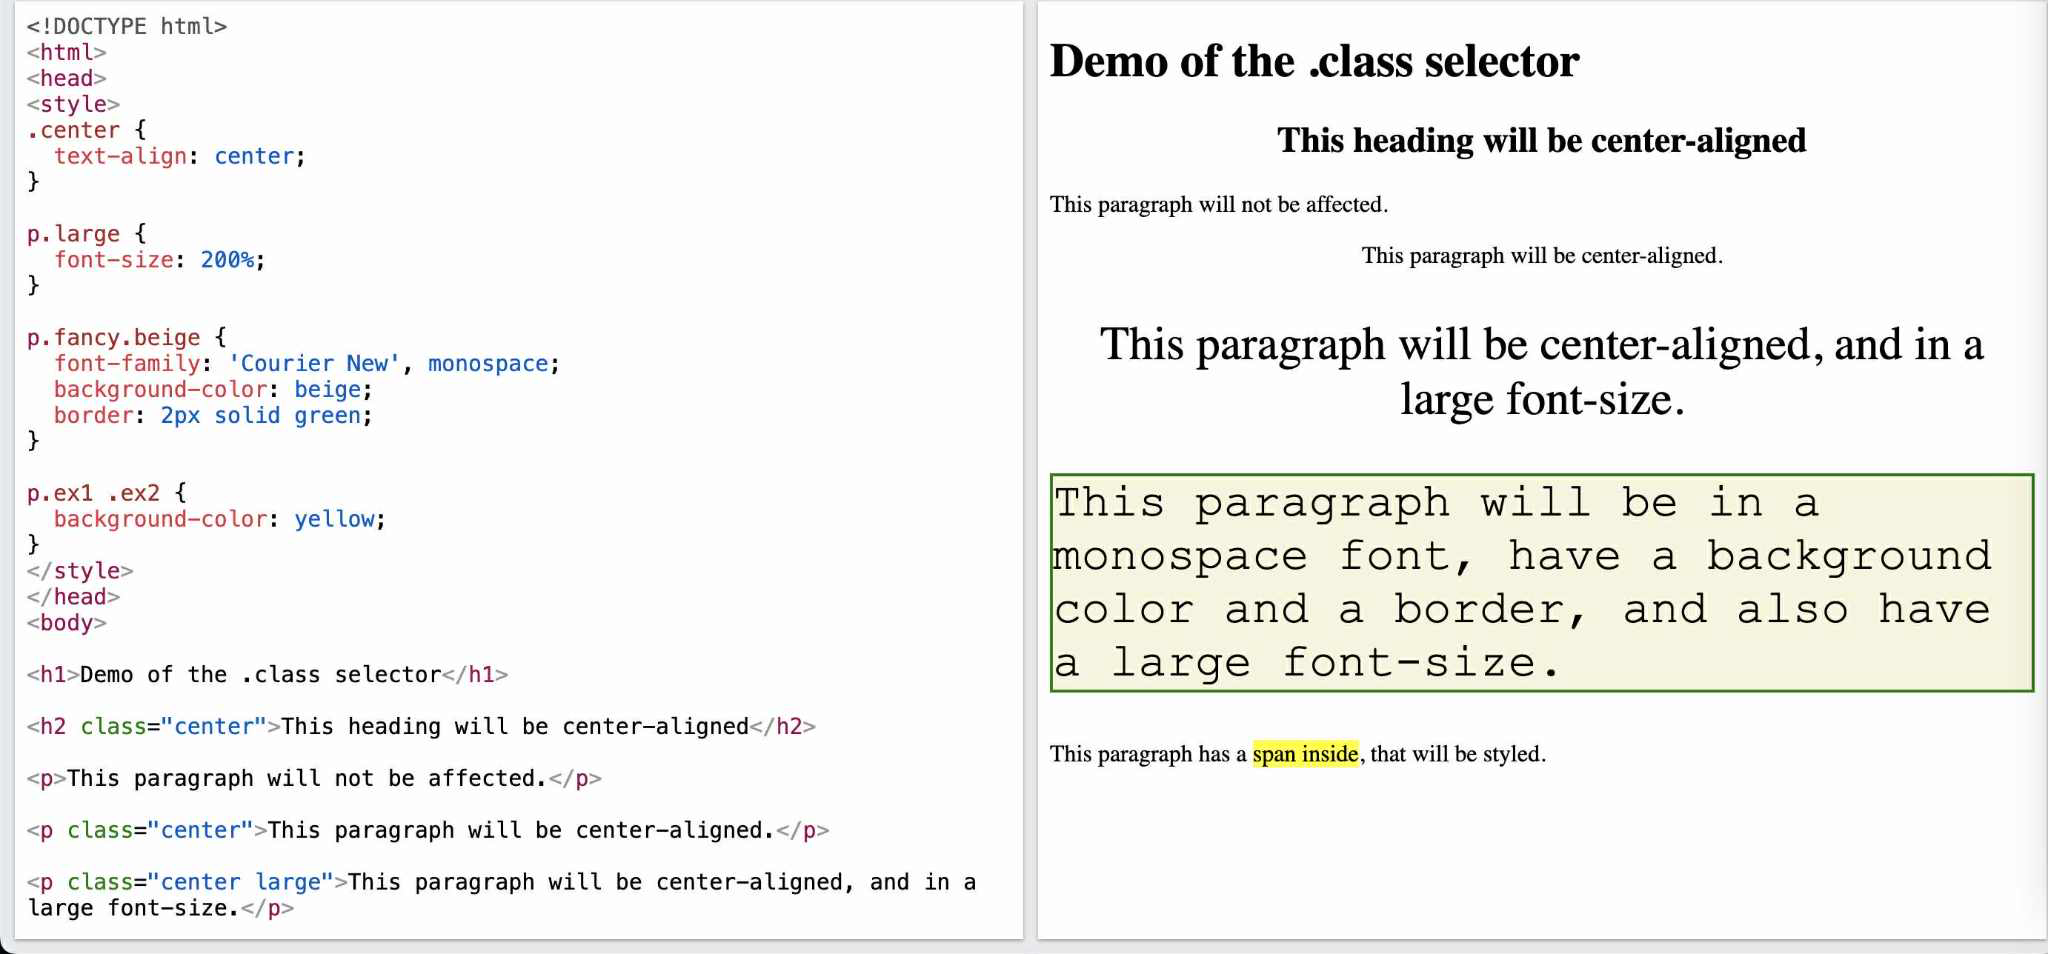 <!DOCTYPE html>
<html>
<head>
<style>
.center {
  text-align: center;
}

p.large {
  font-size: 200%;
}

p.fancy.beige {
  font-family: 'Courier New', monospace;
  background-color: beige;
  border: 2px solid green;
}

p.ex1 .ex2 {
  background-color: yellow;
}
</style>
</head>
<body>

<h1>Demo of the .class selector</h1>

<h2 class="center">This heading will be center-aligned</h2>

<p>This paragraph will not be affected.</p>

<p class="center">This paragraph will be center-aligned.</p>

<p class="center large">This paragraph will be center-aligned, and in a
large font-size.</p>

Demo of the .class selector
This heading will be center-aligned
This paragraph will not be affected.
This paragraph will be center-aligned.
This paragraph will be center-aligned, and in a
large font-size.
This paragraph will be in a
monospace font, have a background
color and a border, and also have
a large font-size.
This paragraph has a span inside, that will be styled.